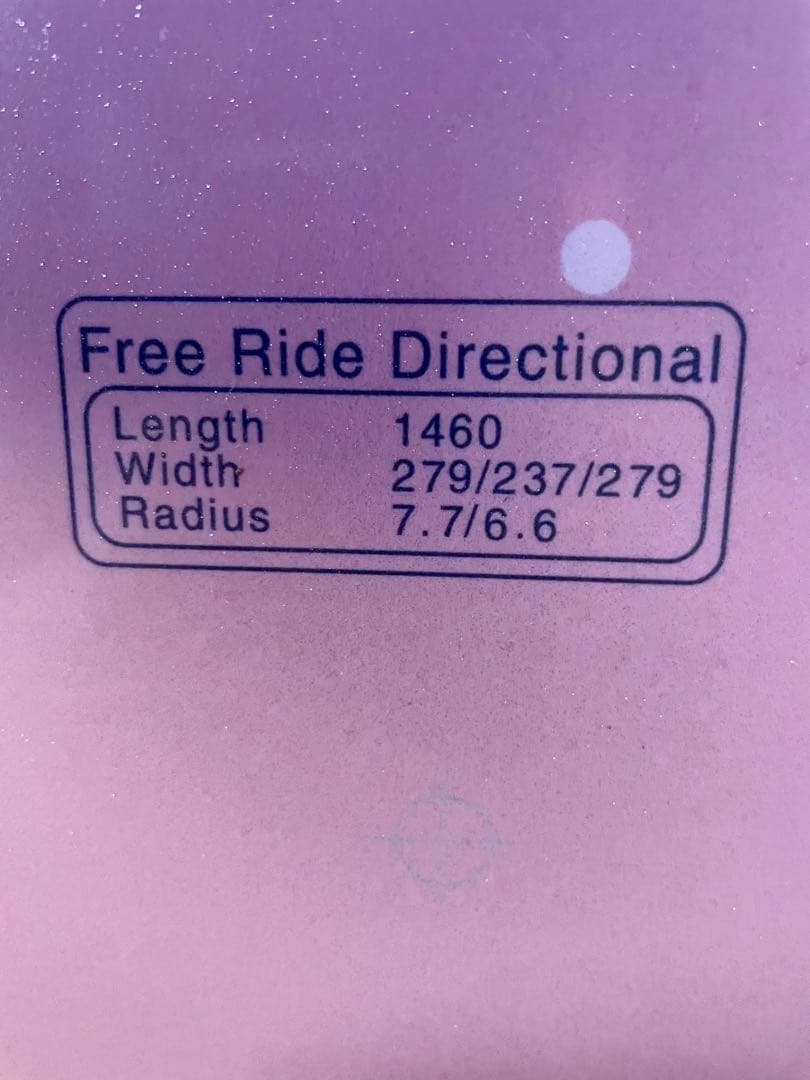 Free Ride Directional
Length 1460
Width 279/237/279
Radius 7.7/6.6